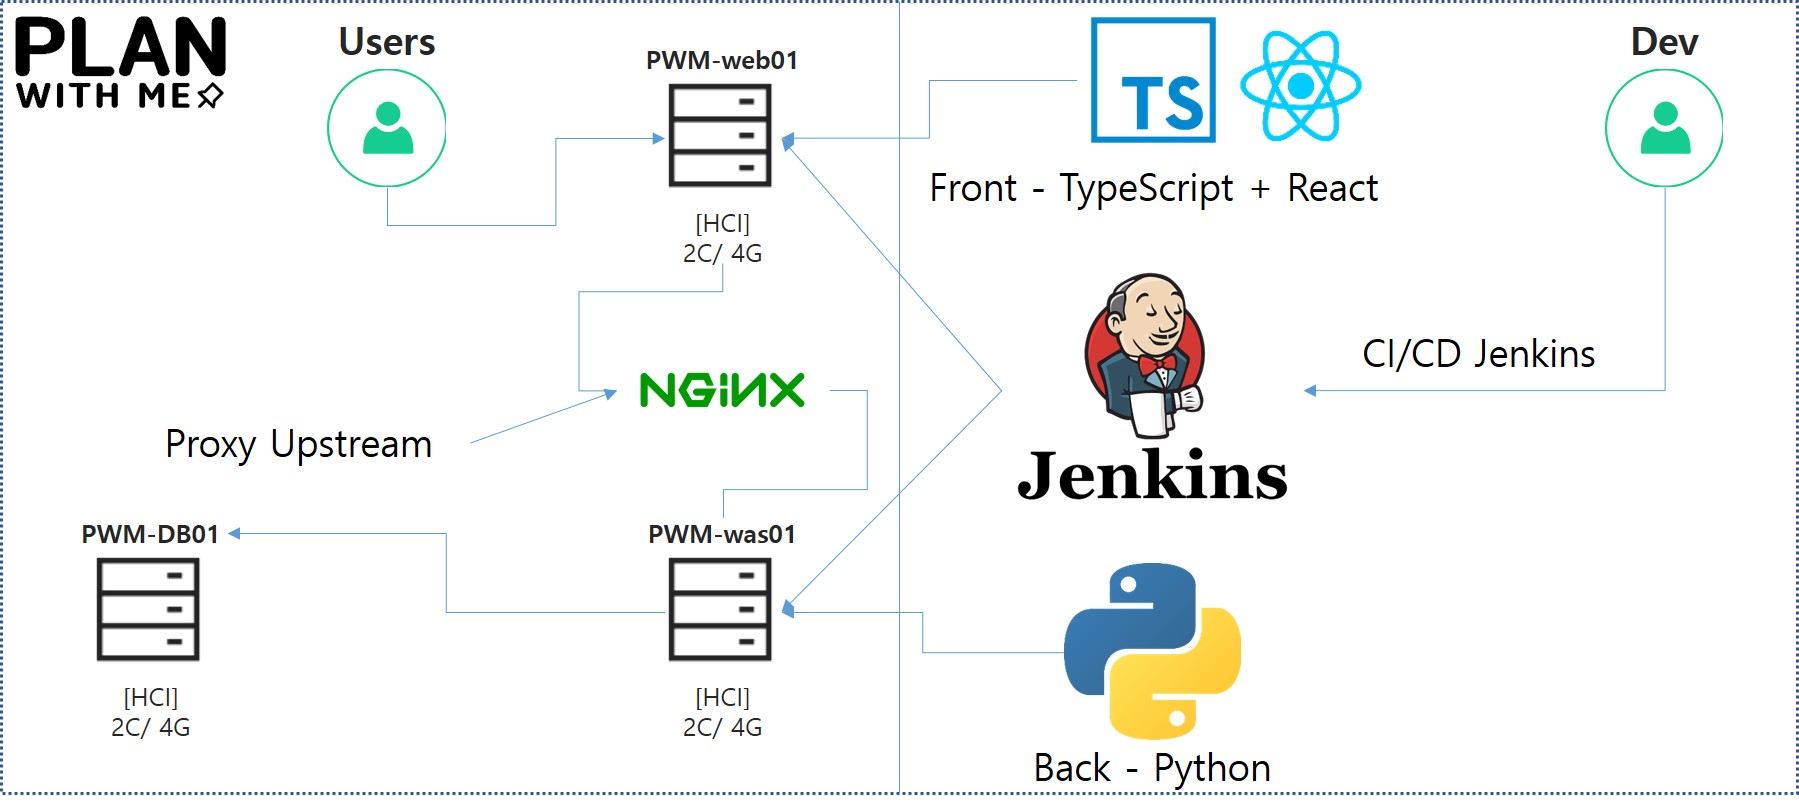 PLAN
WITH ME
Users
PWM-web01
[HCI]
2C/ 4G
TS
Front - TypeScript + React
Dev
NGINX
Proxy Upstream
Jenkins
CI/CD Jenkins
PWM-DB01
[HCI]
2C/ 4G
PWM-was01
[HCI]
2C/ 4G
Back - Python